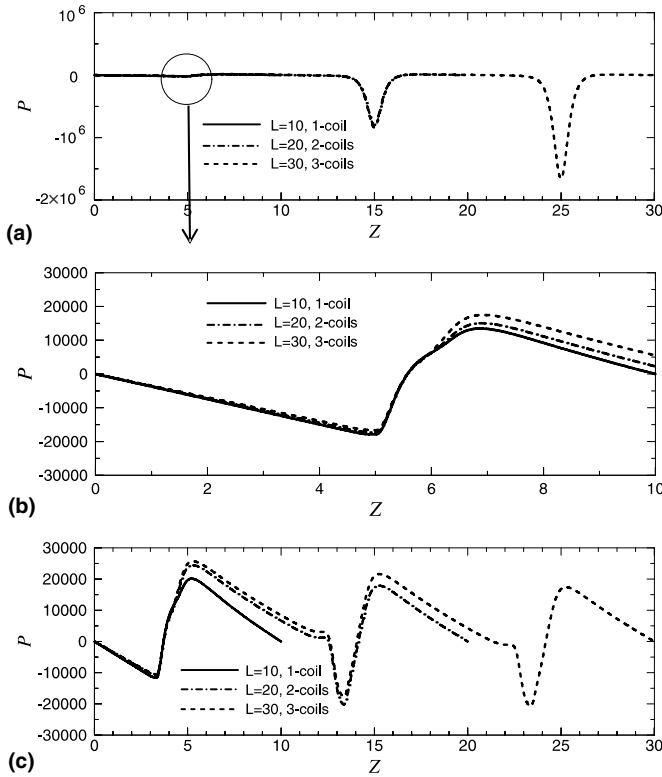 10 6
0
-10 6
-2×10 6
P
L=10, 1-coil
L=20, 2-coils
L=30, 3-coils
0 5 10 15 20 25 30
Z
(a)
30000
20000
10000
0
-10000
-20000
-30000
P
L=10, 1-coil
L=20, 2-coils
L=30, 3-coils
0 2 4 6 8 10
Z
(b)
30000
20000
10000
0
-10000
-20000
-30000
P
L=10, 1-coil
L=20, 2-coils
L=30, 3-coils
0 5 10 15 20 25 30
Z
(c)